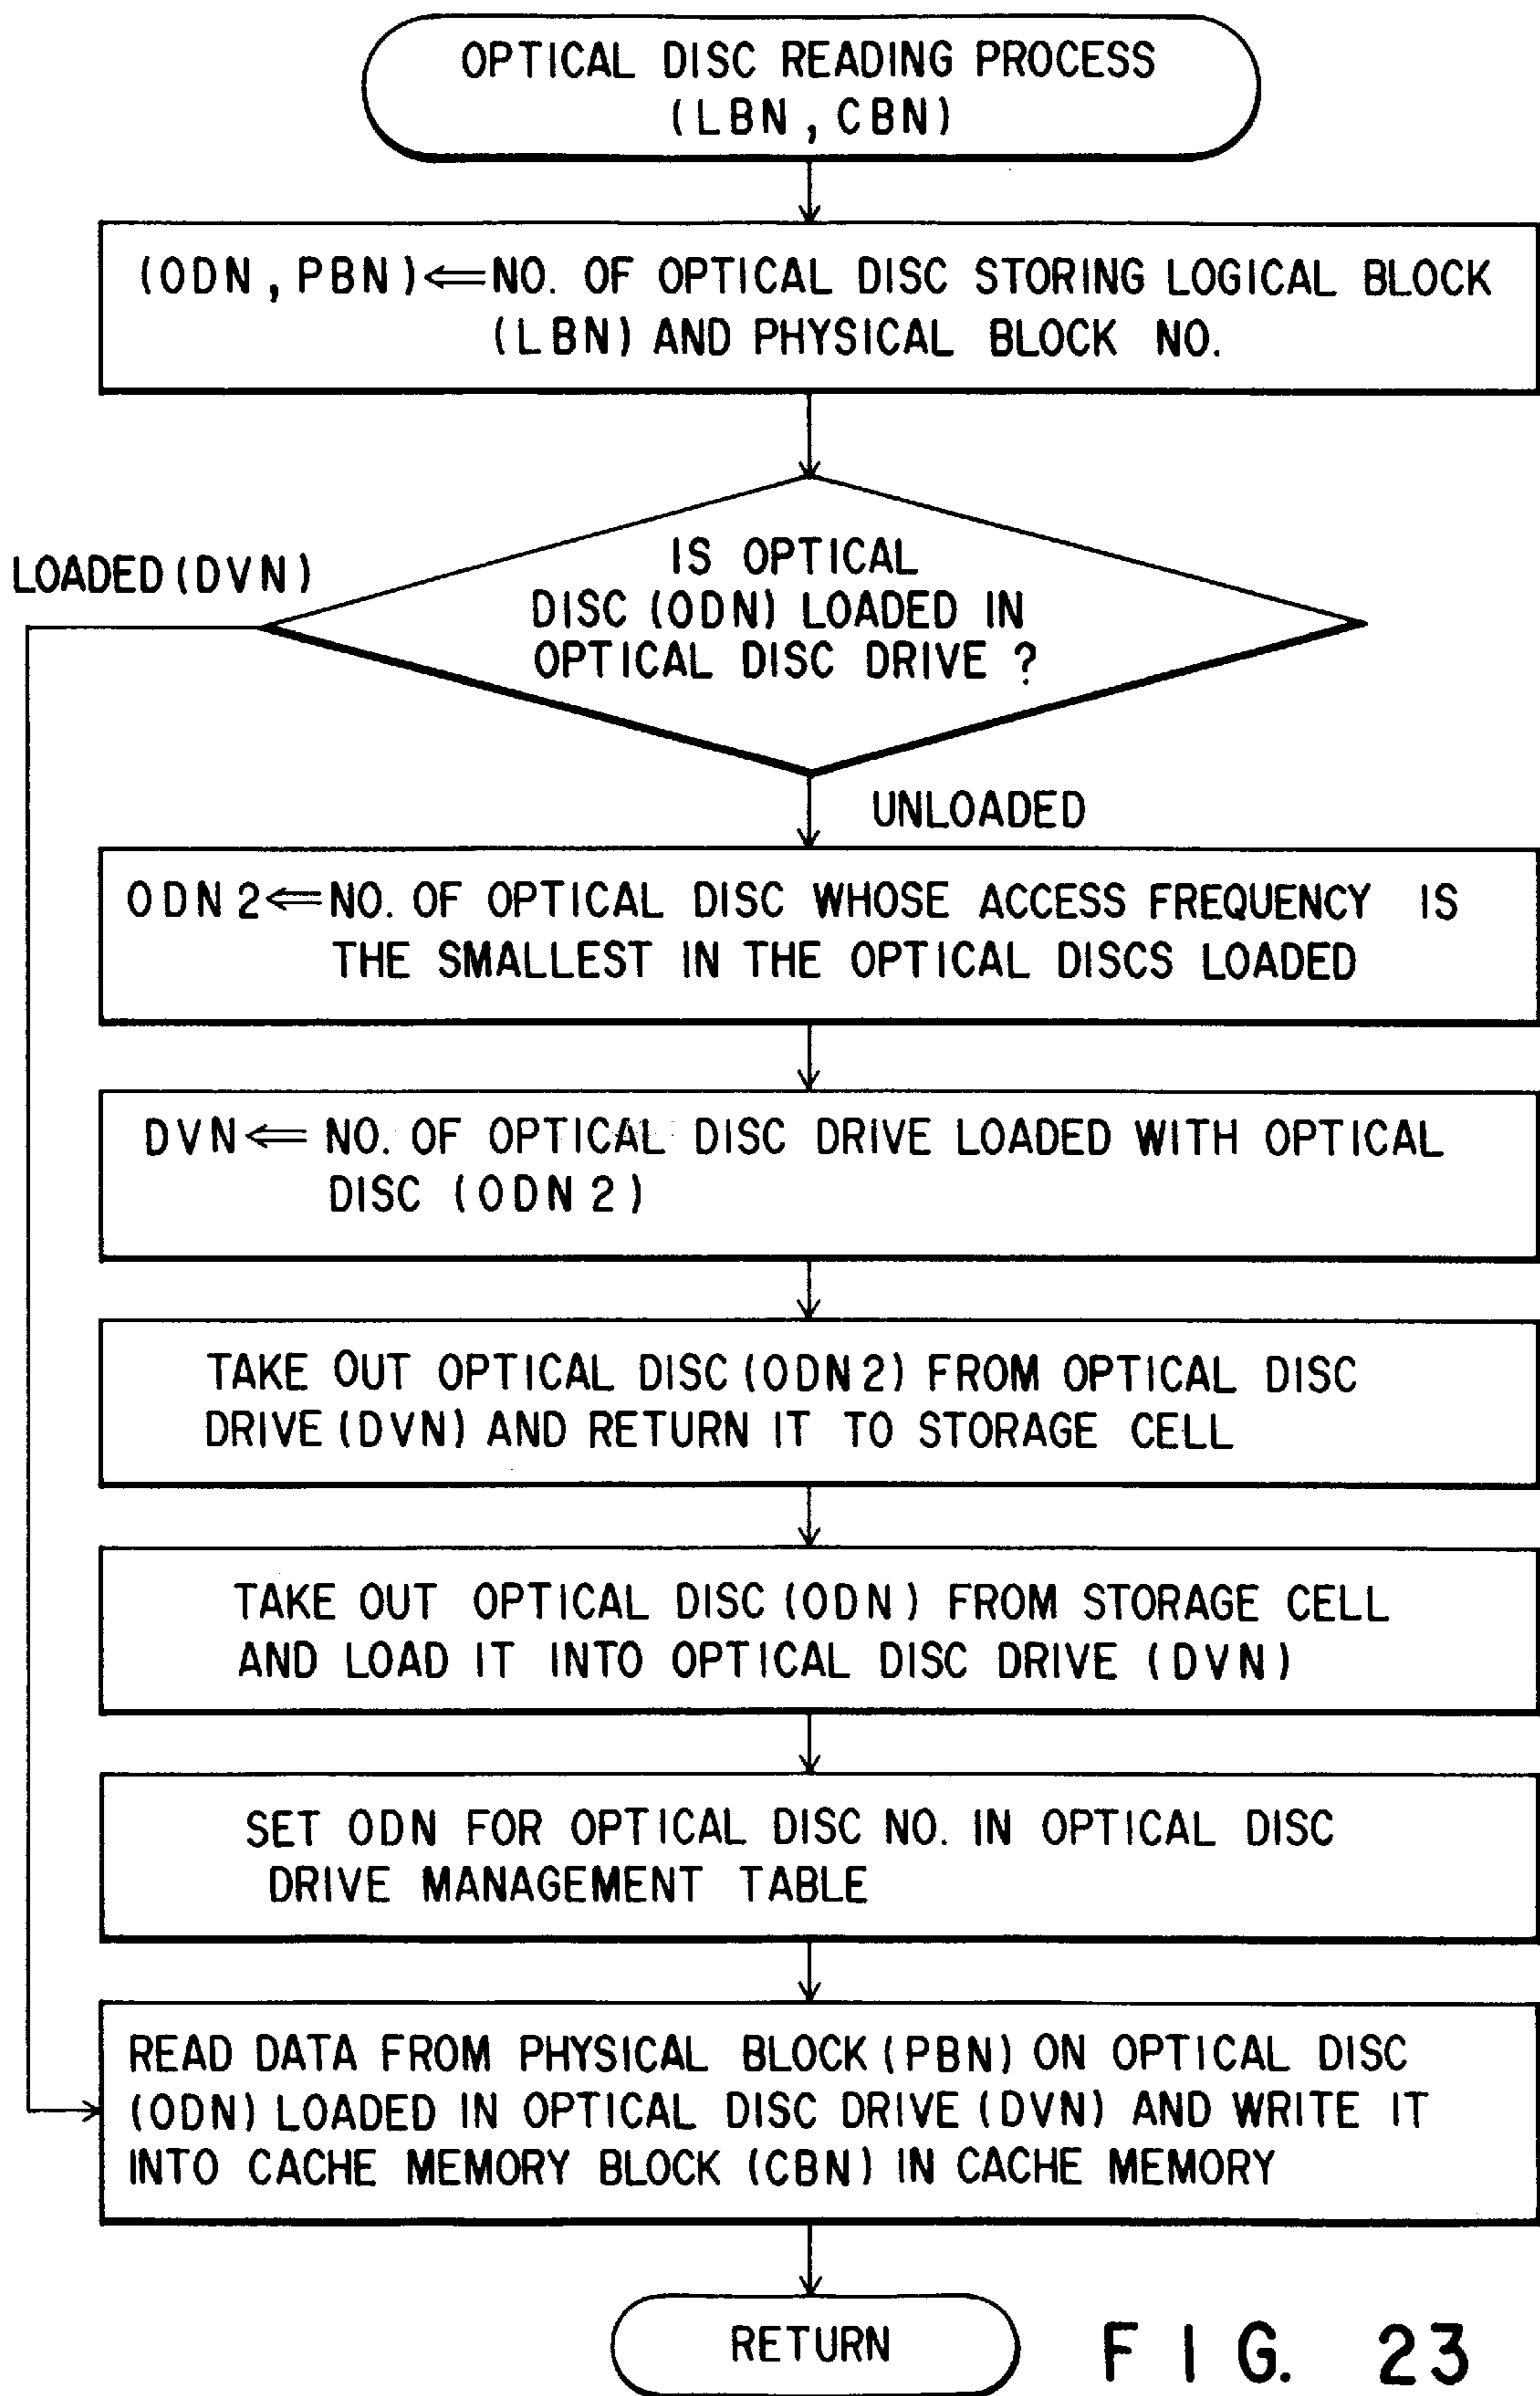 OPTICAL DISC READING PROCESS
(LBN, CBN)
(ODN, PBN)⇐NO. OF OPTICAL DISC STORING LOGICAL BLOCK
(LBN) AND PHYSICAL BLOCK NO.
LOADED(DVN)
IS OPTICAL
DISC (ODN) LOADED IN
OPTICAL DISC DRIVE ?
UNLOADED
ODN2⇐NO. OF OPTICAL DISC WHOSE ACCESS FREQUENCY IS
THE SMALLEST IN THE OPTICAL DISCS LOADED
DVN⇐ NO. OF OPTICAL DISC DRIVE LOADED WITH OPTICAL
DISC (ODN2)
TAKE OUT OPTICAL DISC(ODN2) FROM OPTICAL DISC
DRIVE(DVN) AND RETURN IT TO STORAGE CELL
TAKE OUT OPTICAL DISC(ODN) FROM STORAGE CELL
AND LOAD IT INTO OPTICAL DISC DRIVE (DVN)
SET ODN FOR OPTICAL DISC NO. IN OPTICAL DISC
DRIVE MANAGEMENT TABLE
READ DATA FROM PHYSICAL BLOCK(PBN) ON OPTICAL DISC
(ODN) LOADED IN OPTICAL DISC DRIVE(DVN) AND WRITE IT
INTO CACHE MEMORY BLOCK (CBN) IN CACHE MEMORY
RETURN
FIG. 23